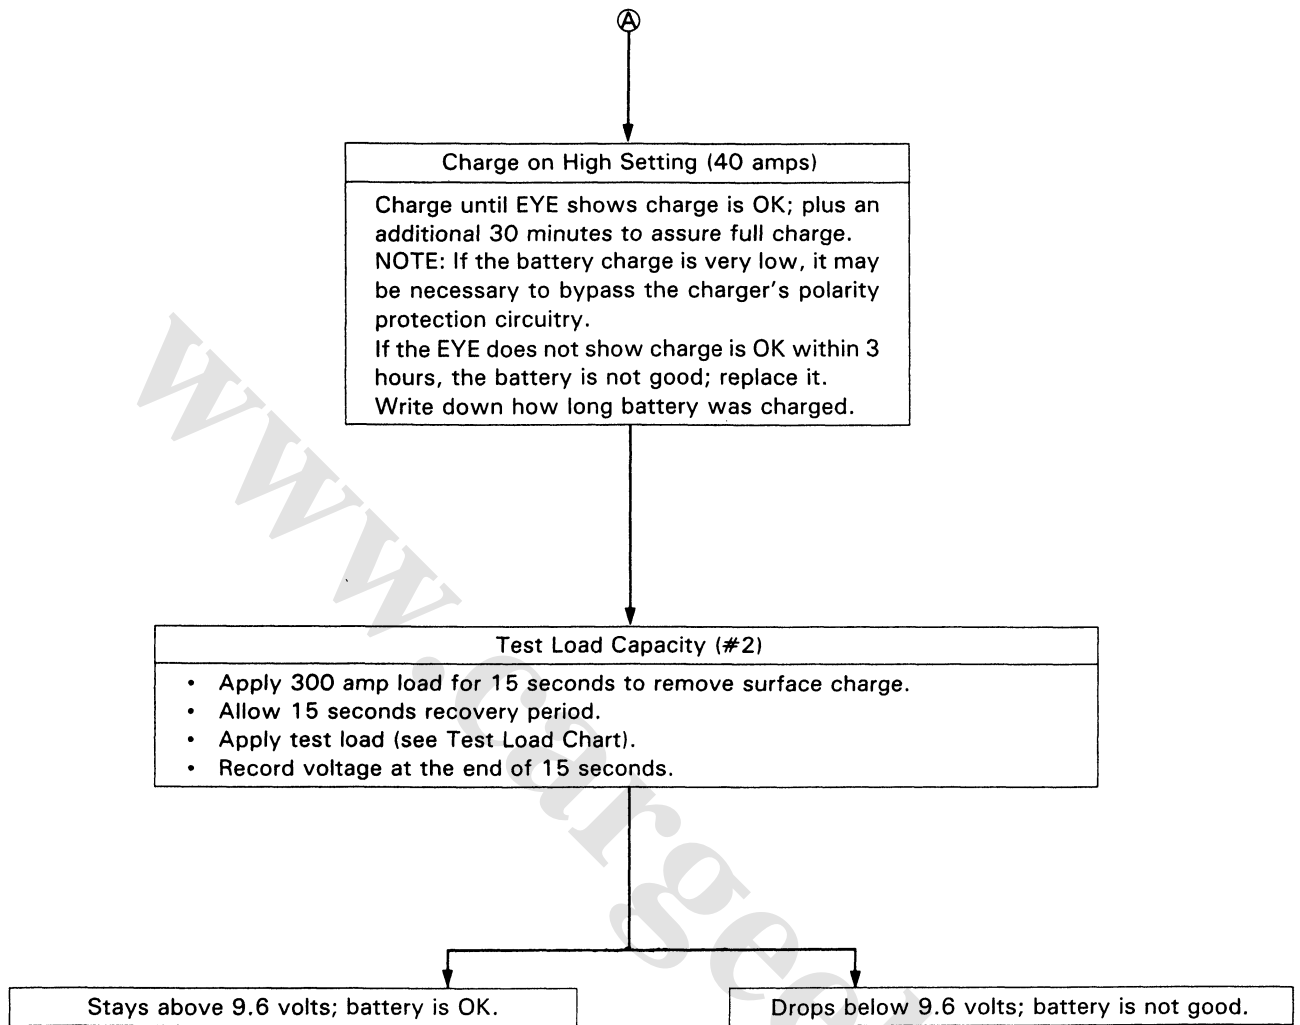 A
Charge on High Setting (40 amps)
Charge until EYE shows charge is OK; plus an
additional 30 minutes to assure full charge.
NOTE: If the battery charge is very low, it may
be necessary to bypass the charger's polarity
protection circuitry.
If the EYE does not show charge is OK within 3
hours, the battery is not good; replace it.
Write down how long battery was charged.
Test Load Capacity (#2)
• Apply 300 amp load for 15 seconds to remove surface charge.
• Allow 15 seconds recovery period.
• Apply test load (see Test Load Chart).
• Record voltage at the end of 15 seconds.
Stays above 9.6 volts; battery is OK.
Drops below 9.6 volts; battery is not good.
www.cargee